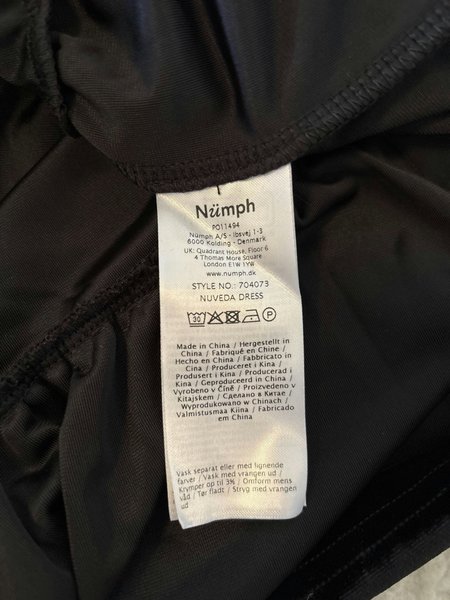 Nümph
PO11494
Nümph A/S - Ibsvej 1-3
6000 Kolding - Denmark
UK: Quadrant House, Floor 6
4 Thomas More Square
London E1W 1YW
www.numph.dk
STYLE NO.: 704073
NUVEDA DRESS
30 P
Made in China / Hergestellt in
China / Fabriqué en Chine /
Hecho en China / Fabbricato in
Cina / Produceret i Kina /
Produsert i Kina / Producerad i
Kina / Geproduceerd in China /
Vyrobeno v Číně / Proizvedeno v
Kitajskem / Сделано в Китае /
Wyprodukowano w Chinach /
Valmistusmaa Kiina / Fabricado
em China
Vask separat eller med lignende
farver / Vask med vrangen ud /
Krymper op til 3% / Omform mens
våd / Tør fladt / Stryg med vrangen
ud